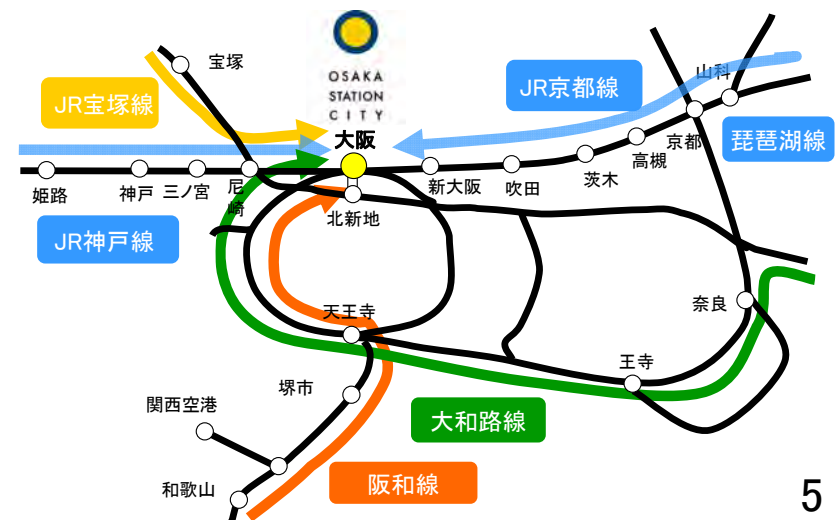 宝塚
OSAKA
STATION
CITY
JR宝塚線
JR京都線
山科
大阪
京都
琵琶湖線
高槻
茨木
吹田
新大阪
姫路
神戸
三ノ宮
尼崎
北新地
JR神戸線
奈良
天王寺
王寺
堺市
関西空港
大和路線
和歌山
阪和線
5